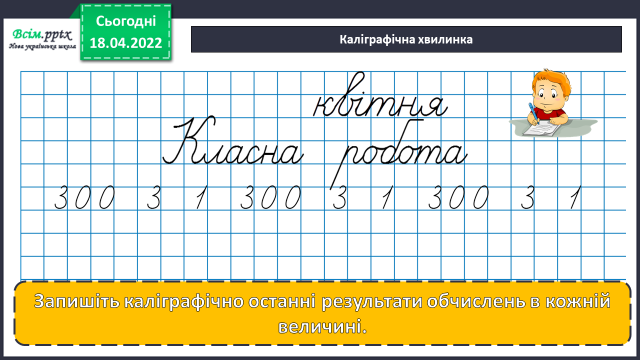 Всім.pptx
Нова українська школа
Сьогодні
18.04.2022
Каліграфічна хвилинка
квітня
Класна робота
300 3 1 300 3 1 300 3 1
Запишіть каліграфічно останні результати обчислень в кожній
величині.